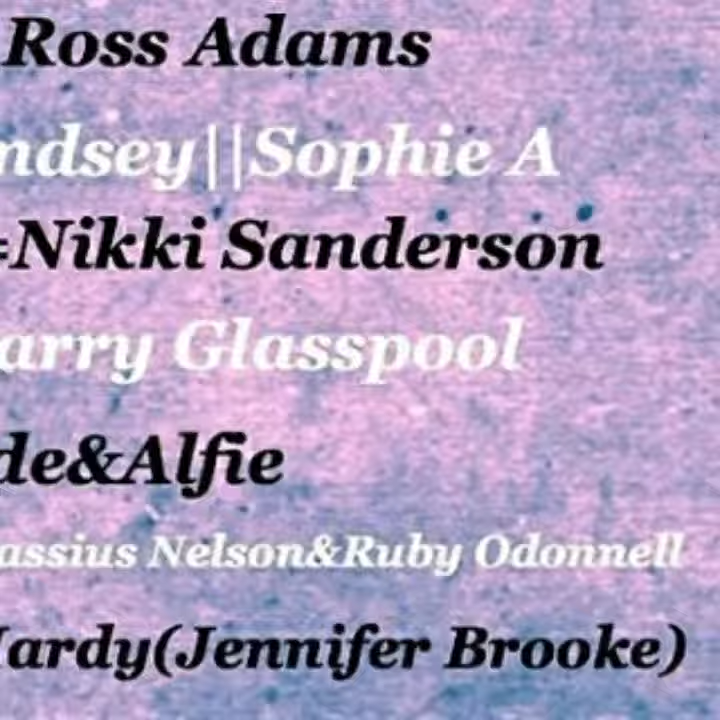 Ross Adams
ndsey||Sophie A
=Nikki Sanderson
arry Glasspool
de&Alfie
assius Nelson&Ruby Odonnell
Hardy(Jennifer Brooke)